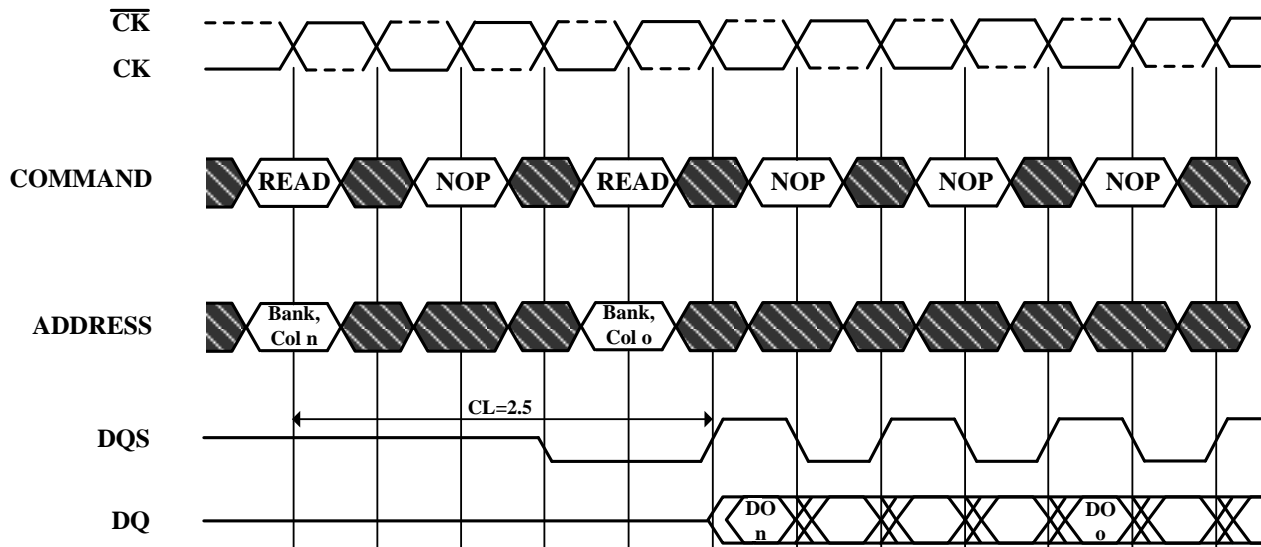 C̅K̅
CK
COMMAND
READ
NOP
READ
NOP
NOP
NOP
ADDRESS
Bank,
Col n
Bank,
Col o
CL=2.5
DQS
DQ
DO
n
DO
o